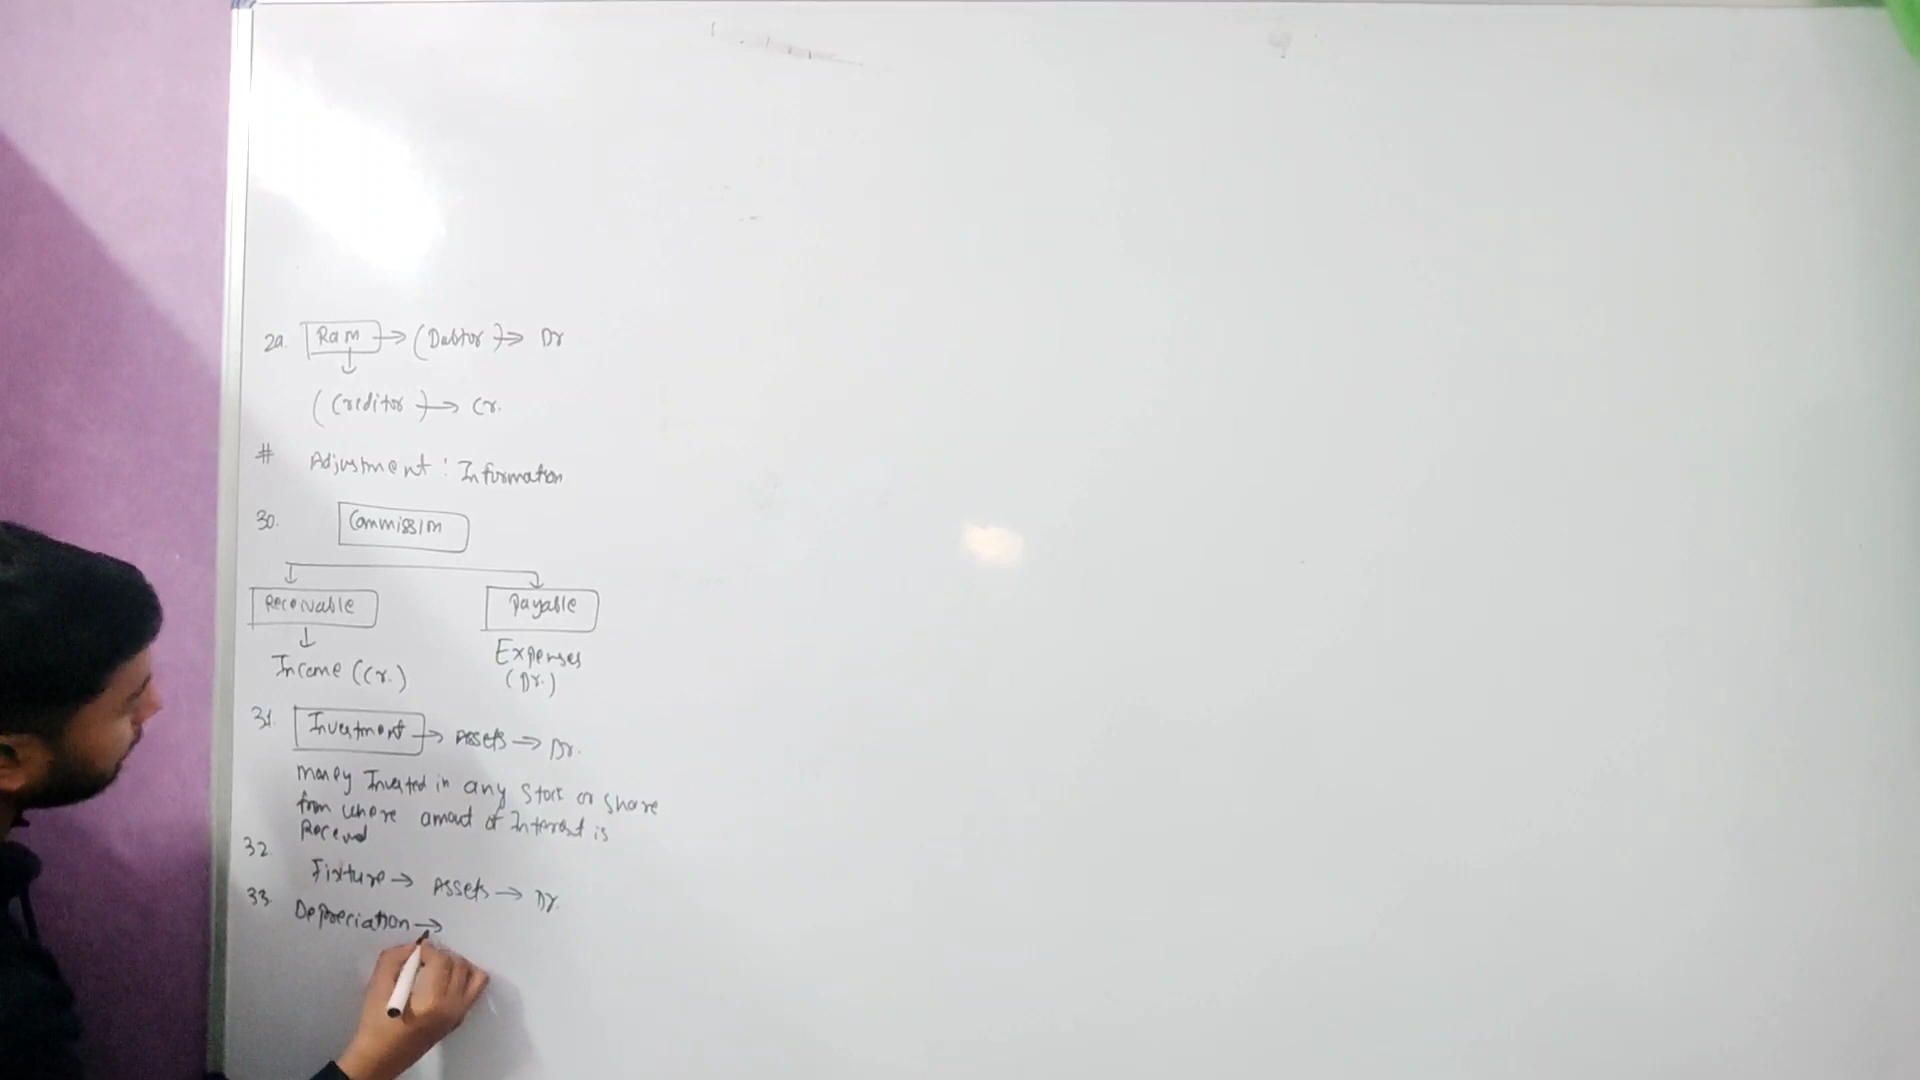 29. Ram → (Debtor) → Dr
(Creditor) → Cr.
# Adjustment : Information
30. Commission
Receivable Payable
Income (Cr.) Expenses
(Dr.)
31. Investment → Assets → Dr.
Money Invested in any Stock or Share
from where amout of Interest is
Received
32.
Fixture → Assets → Dr.
33. Depreciation →